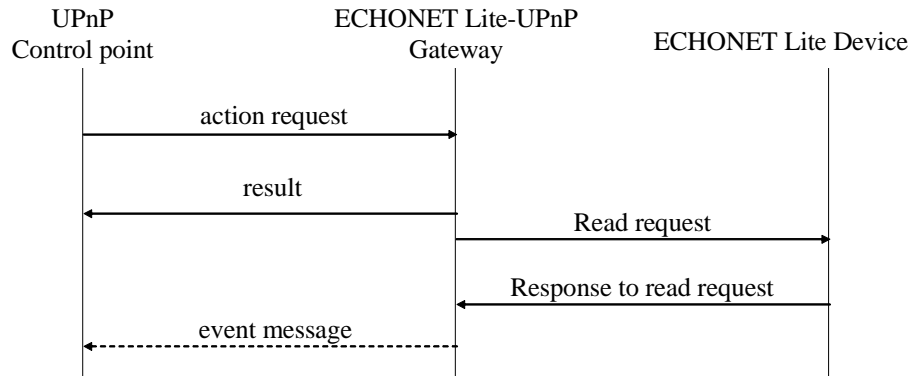 UPnP
Control point
ECHONET Lite-UPnP
Gateway
ECHONET Lite Device
action request
result
Read request
Response to read request
event message